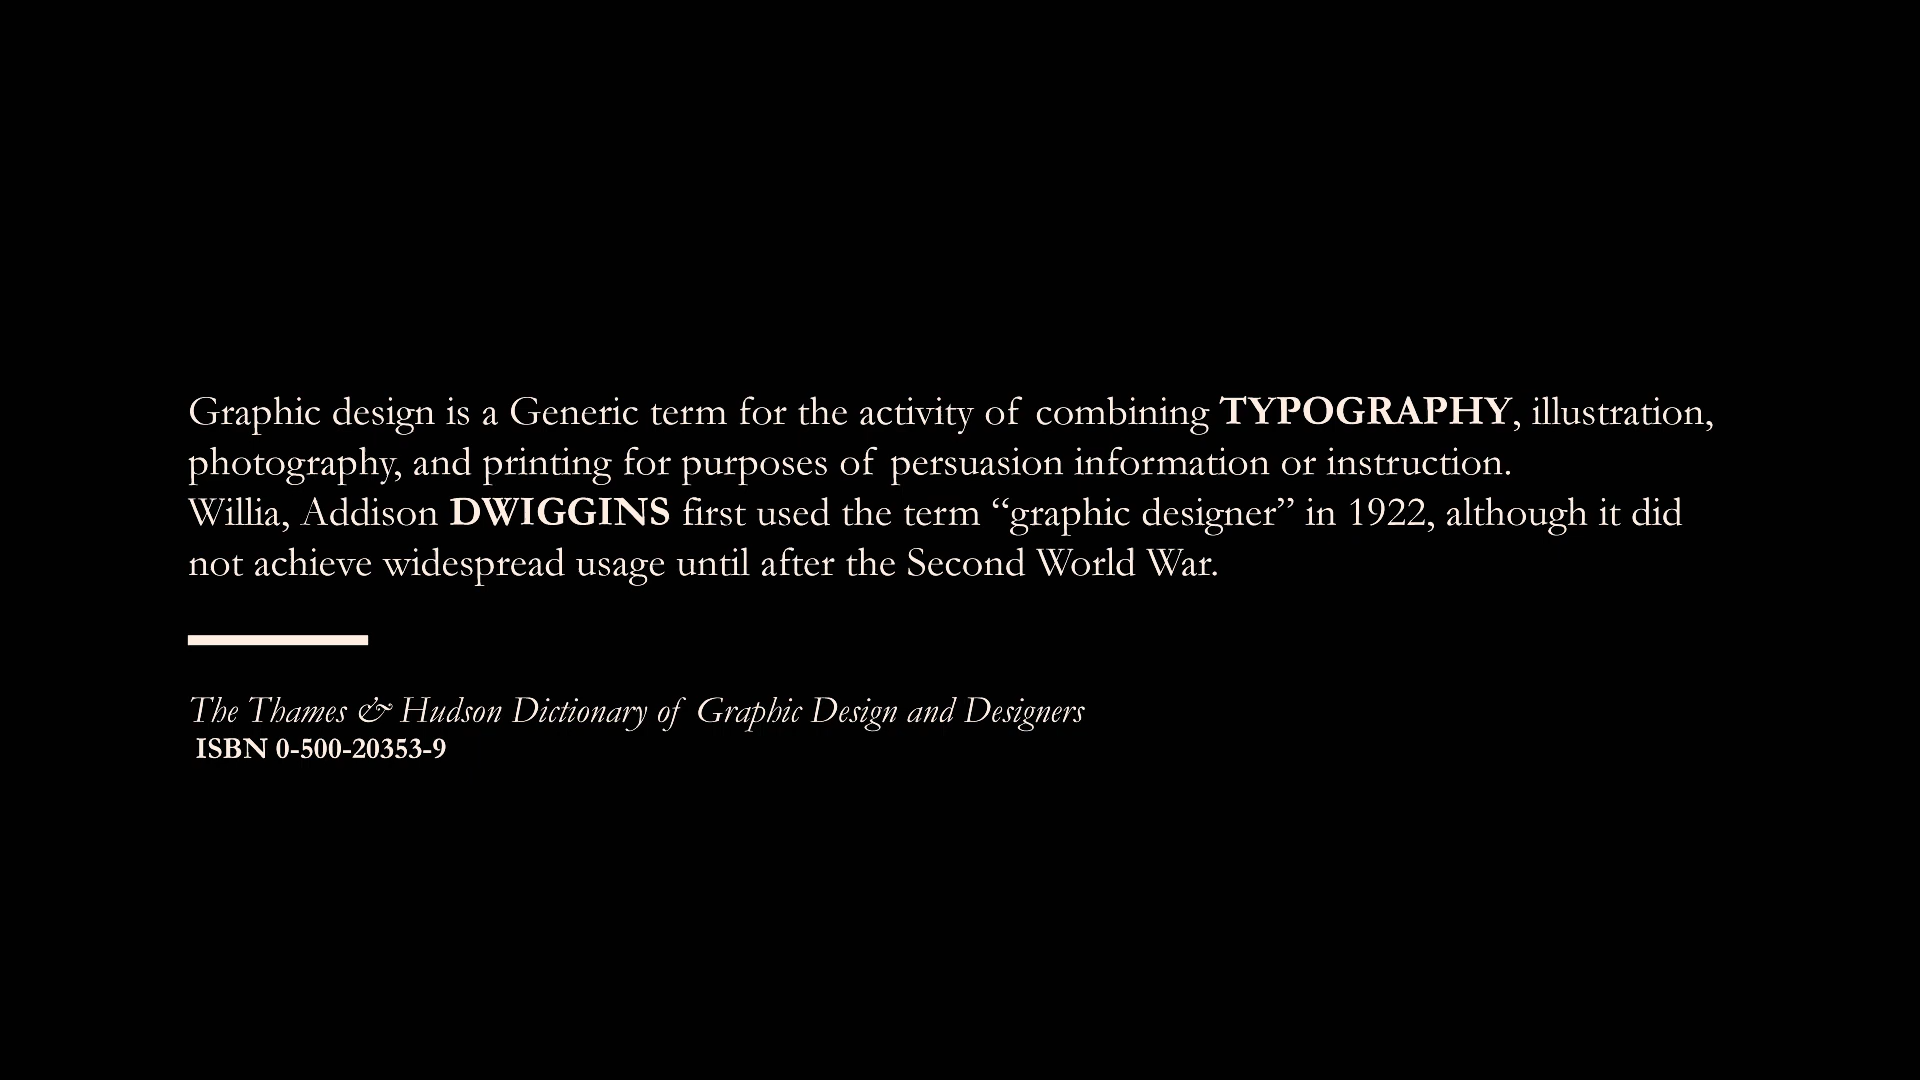 Graphic design is a Generic term for the activity of combining TYPOGRAPHY, illustration,
photography, and printing for purposes of persuasion information or instruction.
Willia, Addison DWIGGINS first used the term “graphic designer” in 1922, although it did
not achieve widespread usage until after the Second World War.
The Thames & Hudson Dictionary of Graphic Design and Designers
ISBN 0-500-20353-9